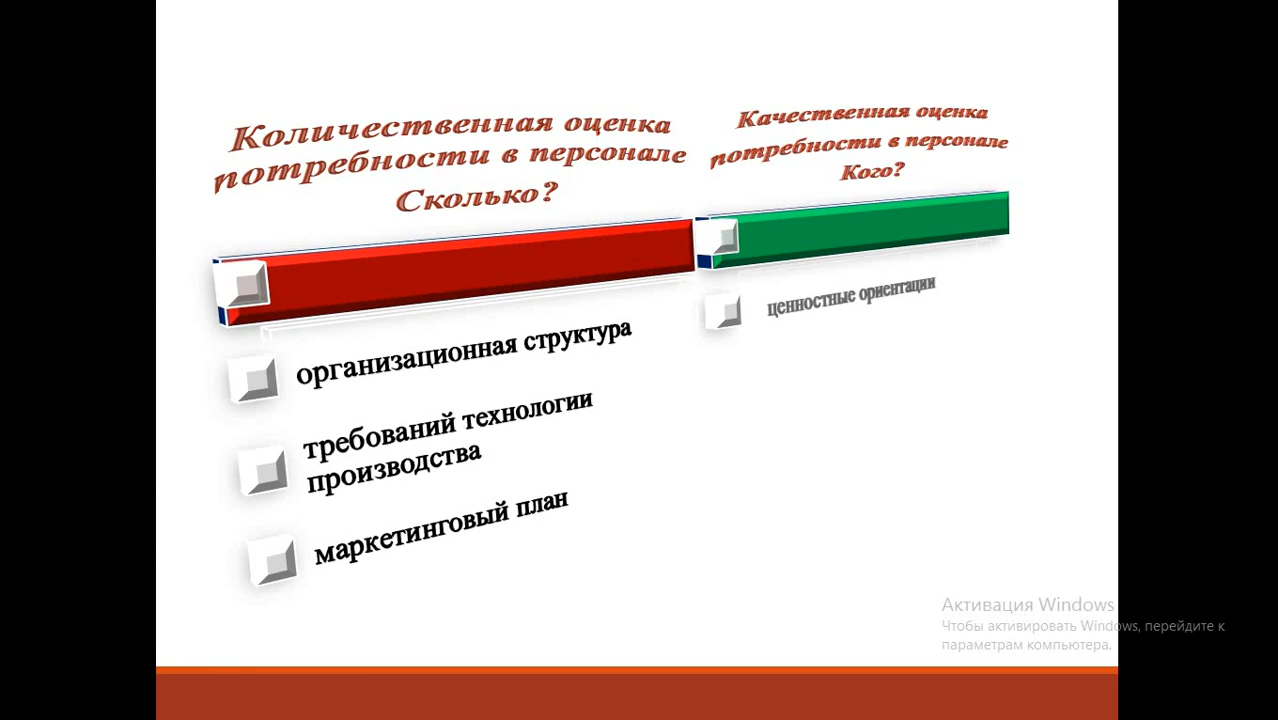 Количественная оценка
потребности в персонале
Сколько?
организационная структура
требований технологии
производства
маркетинговый план
Качественная оценка
потребности в персонале
Кого?
ценностные ориентации
Активация Windows
Чтобы активировать Windows, перейдите к
параметрам компьютера.